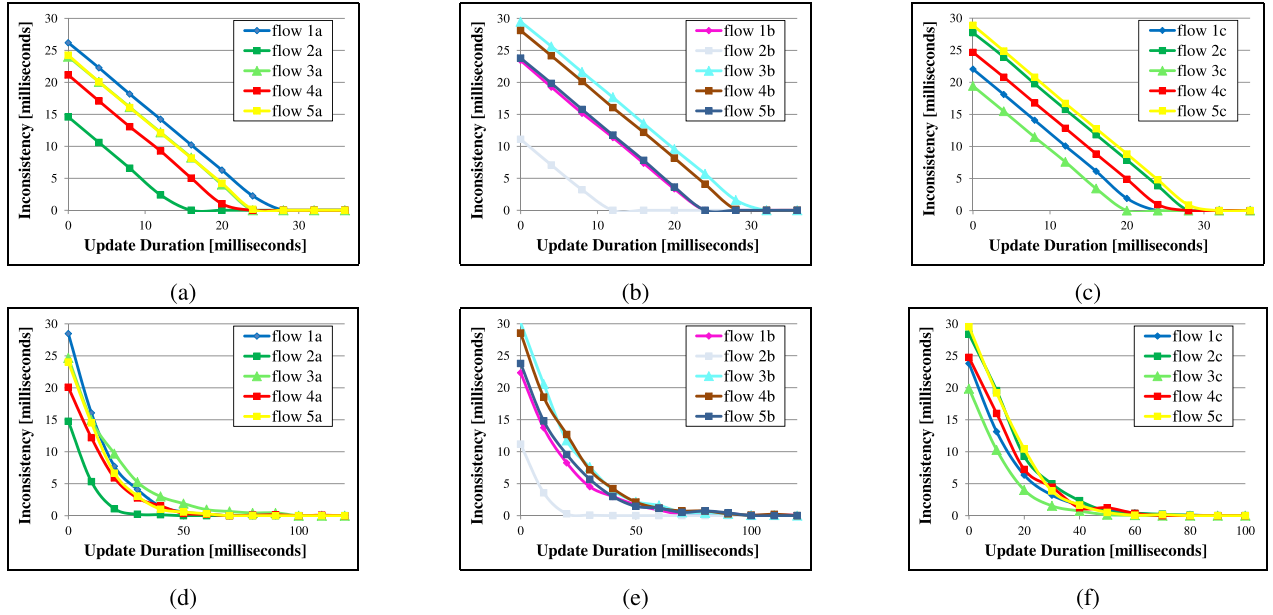 30
25
20
15
10
5
0
0 10 20 30
Inconsistency [milliseconds]
Update Duration [milliseconds]
flow 1a
flow 2a
flow 3a
flow 4a
flow 5a
(a)
30
25
20
15
10
5
0
0 10 20 30
Inconsistency [milliseconds]
Update Duration [milliseconds]
flow 1b
flow 2b
flow 3b
flow 4b
flow 5b
(b)
30
25
20
15
10
5
0
0 10 20 30
Inconsistency [milliseconds]
Update Duration [milliseconds]
flow 1c
flow 2c
flow 3c
flow 4c
flow 5c
(c)
30
25
20
15
10
5
0
0 50 100
Inconsistency [milliseconds]
Update Duration [milliseconds]
flow 1a
flow 2a
flow 3a
flow 4a
flow 5a
(d)
30
25
20
15
10
5
0
0 50 100
Inconsistency [milliseconds]
Update Duration [milliseconds]
flow 1b
flow 2b
flow 3b
flow 4b
flow 5b
(e)
30
25
20
15
10
5
0
0 20 40 60 80 100
Inconsistency [milliseconds]
Update Duration [milliseconds]
flow 1c
flow 2c
flow 3c
flow 4c
flow 5c
(f)